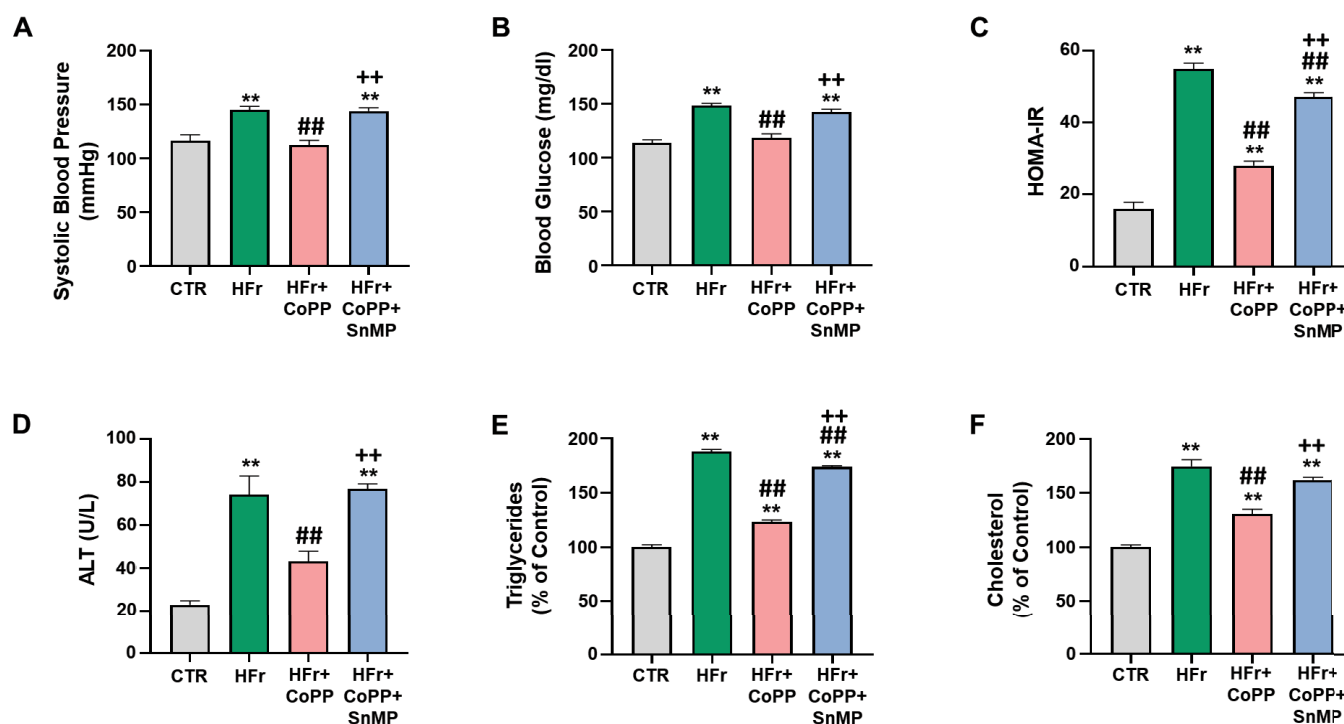 A
Systolic Blood Pressure
(mmHg)
200
150
100
50
0
**
##
++
**
CTR
HFr
HFr+
CoPP
HFr+
CoPP+
SnMP
B
Blood Glucose (mg/dl)
200
150
100
50
0
**
##
++
**
CTR
HFr
HFr+
CoPP
HFr+
CoPP+
SnMP
C
HOMA-IR
60
40
20
0
**
##
**
++
##
**
CTR
HFr
HFr+
CoPP
HFr+
CoPP+
SnMP
D
ALT (U/L)
100
80
60
40
20
0
**
##
++
**
CTR
HFr
HFr+
CoPP
HFr+
CoPP+
SnMP
E
Triglycerides
(% of Control)
200
150
100
50
0
**
##
**
++
##
**
CTR
HFr
HFr+
CoPP
HFr+
CoPP+
SnMP
F
Cholesterol
(% of Control)
200
150
100
50
0
**
##
**
++
**
CTR
HFr
HFr+
CoPP
HFr+
CoPP+
SnMP